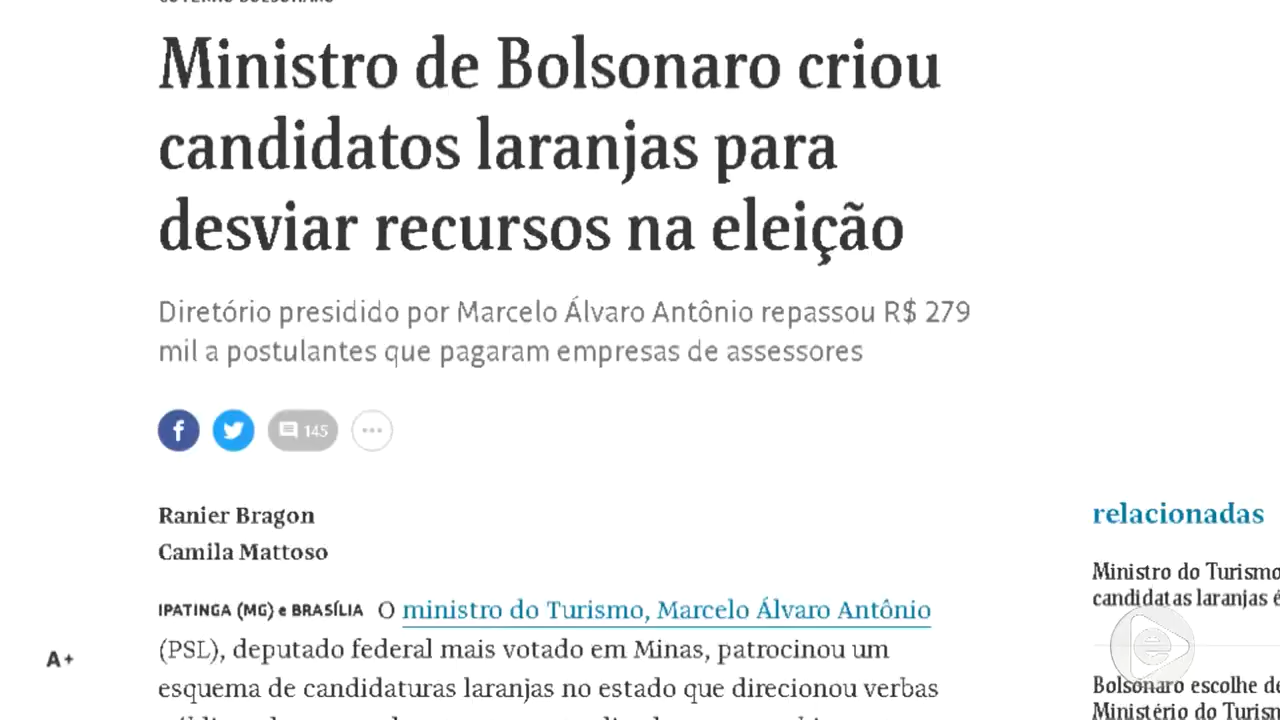 Ministro de Bolsonaro criou
candidatos laranjas para
desviar recursos na eleição
Diretório presidido por Marcelo Álvaro Antônio repassou R$ 279
mil a postulantes que pagaram empresas de assessores
145
Ranier Bragon
Camila Mattoso
relacionadas
Ministro do Turismo
candidatas laranjas é
IPATINGA (MG) e BRASÍLIA O ministro do Turismo, Marcelo Álvaro Antônio
(PSL), deputado federal mais votado em Minas, patrocinou um
A+
esquema de candidaturas laranjas no estado que direcionou verbas
Bolsonaro escolhe de
Ministério do Turism